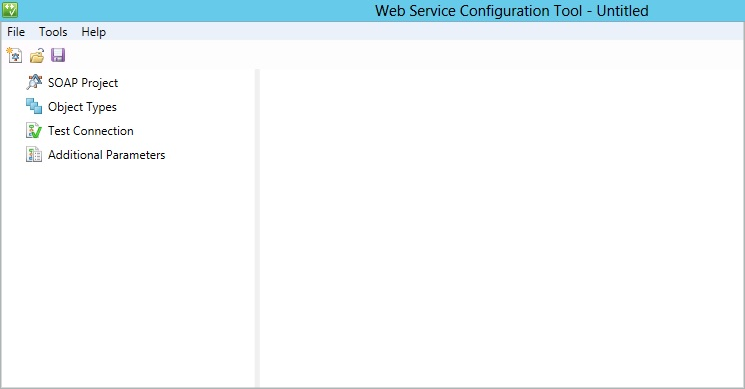 Web Service Configuration Tool - Untitled
File Tools Help
SOAP Project
Object Types
Test Connection
Additional Parameters